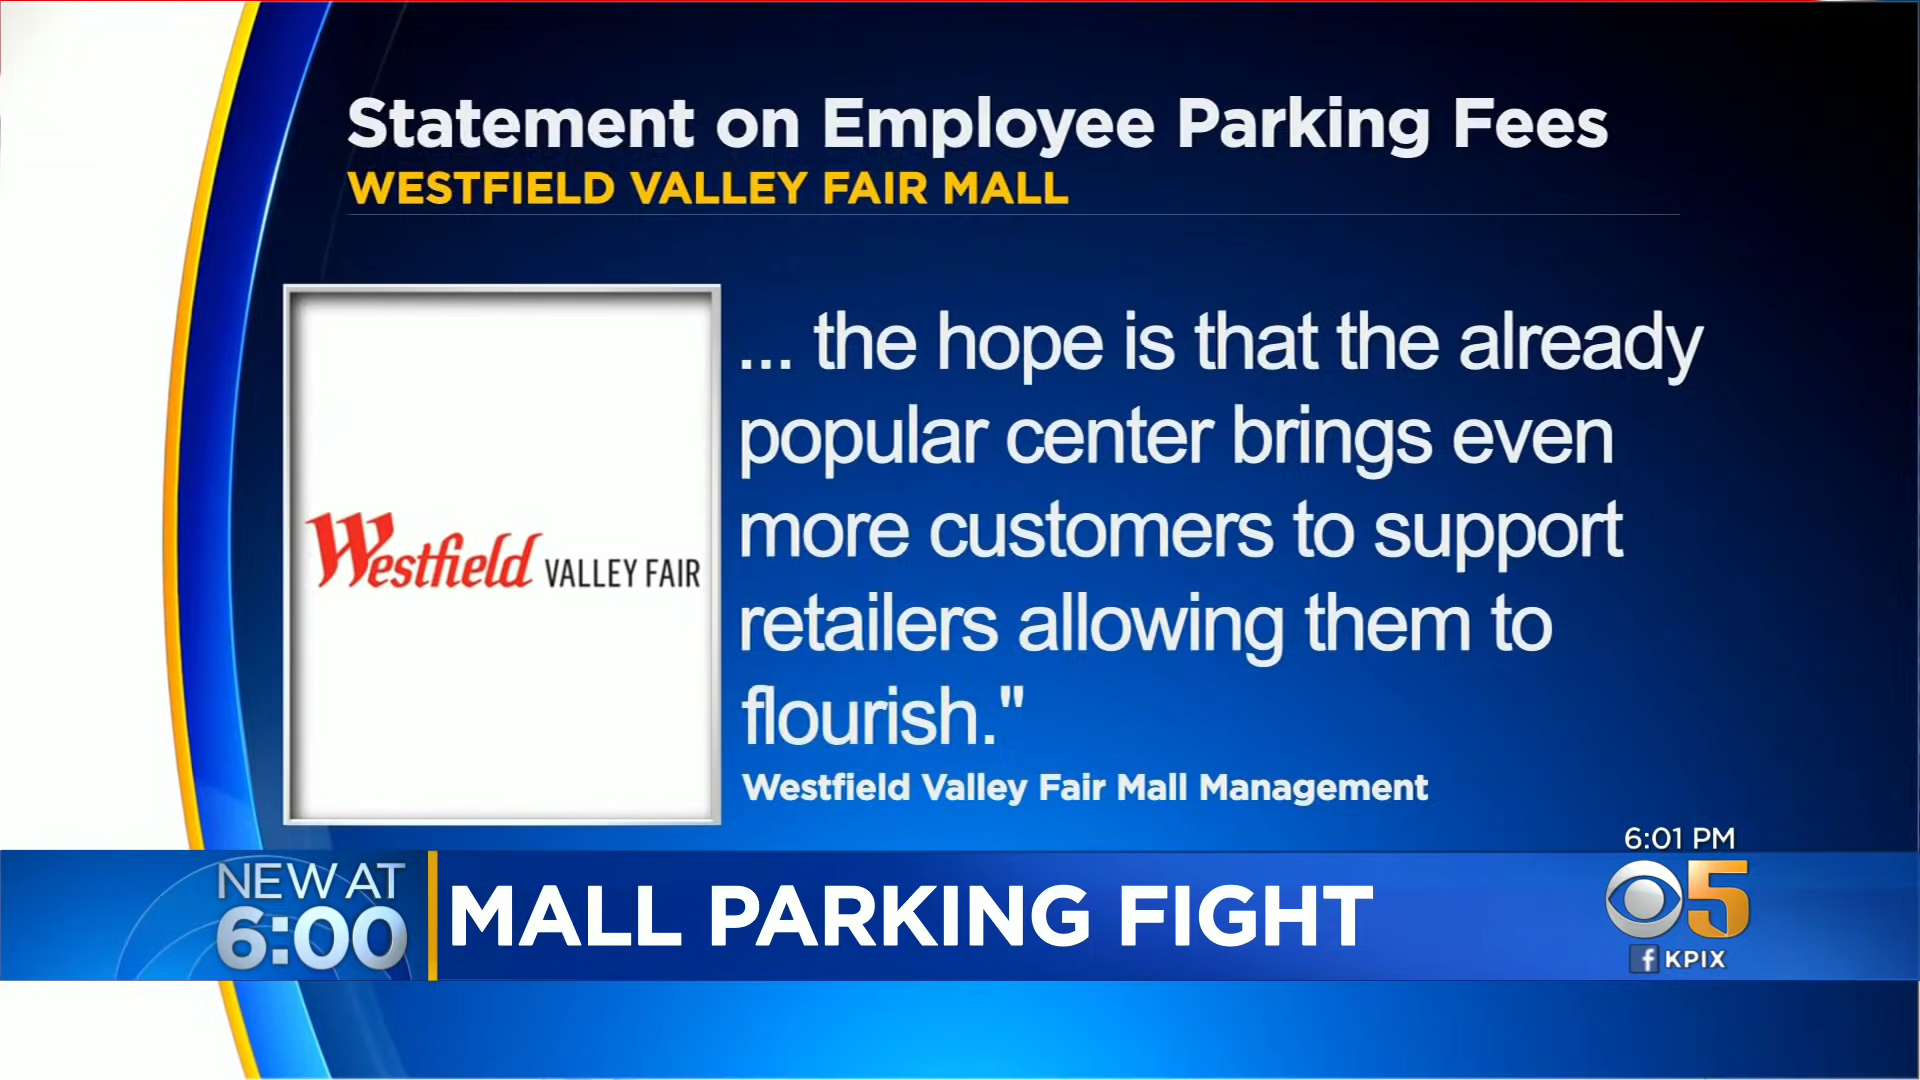 Statement on Employee Parking Fees
WESTFIELD VALLEY FAIR MALL
... the hope is that the already
popular center brings even
more customers to support
retailers allowing them to
flourish."
Westfield Valley Fair Mall Management
Westfield VALLEY FAIR
6:01 PM
NEW AT
6:00
MALL PARKING FIGHT
5
f KPIX